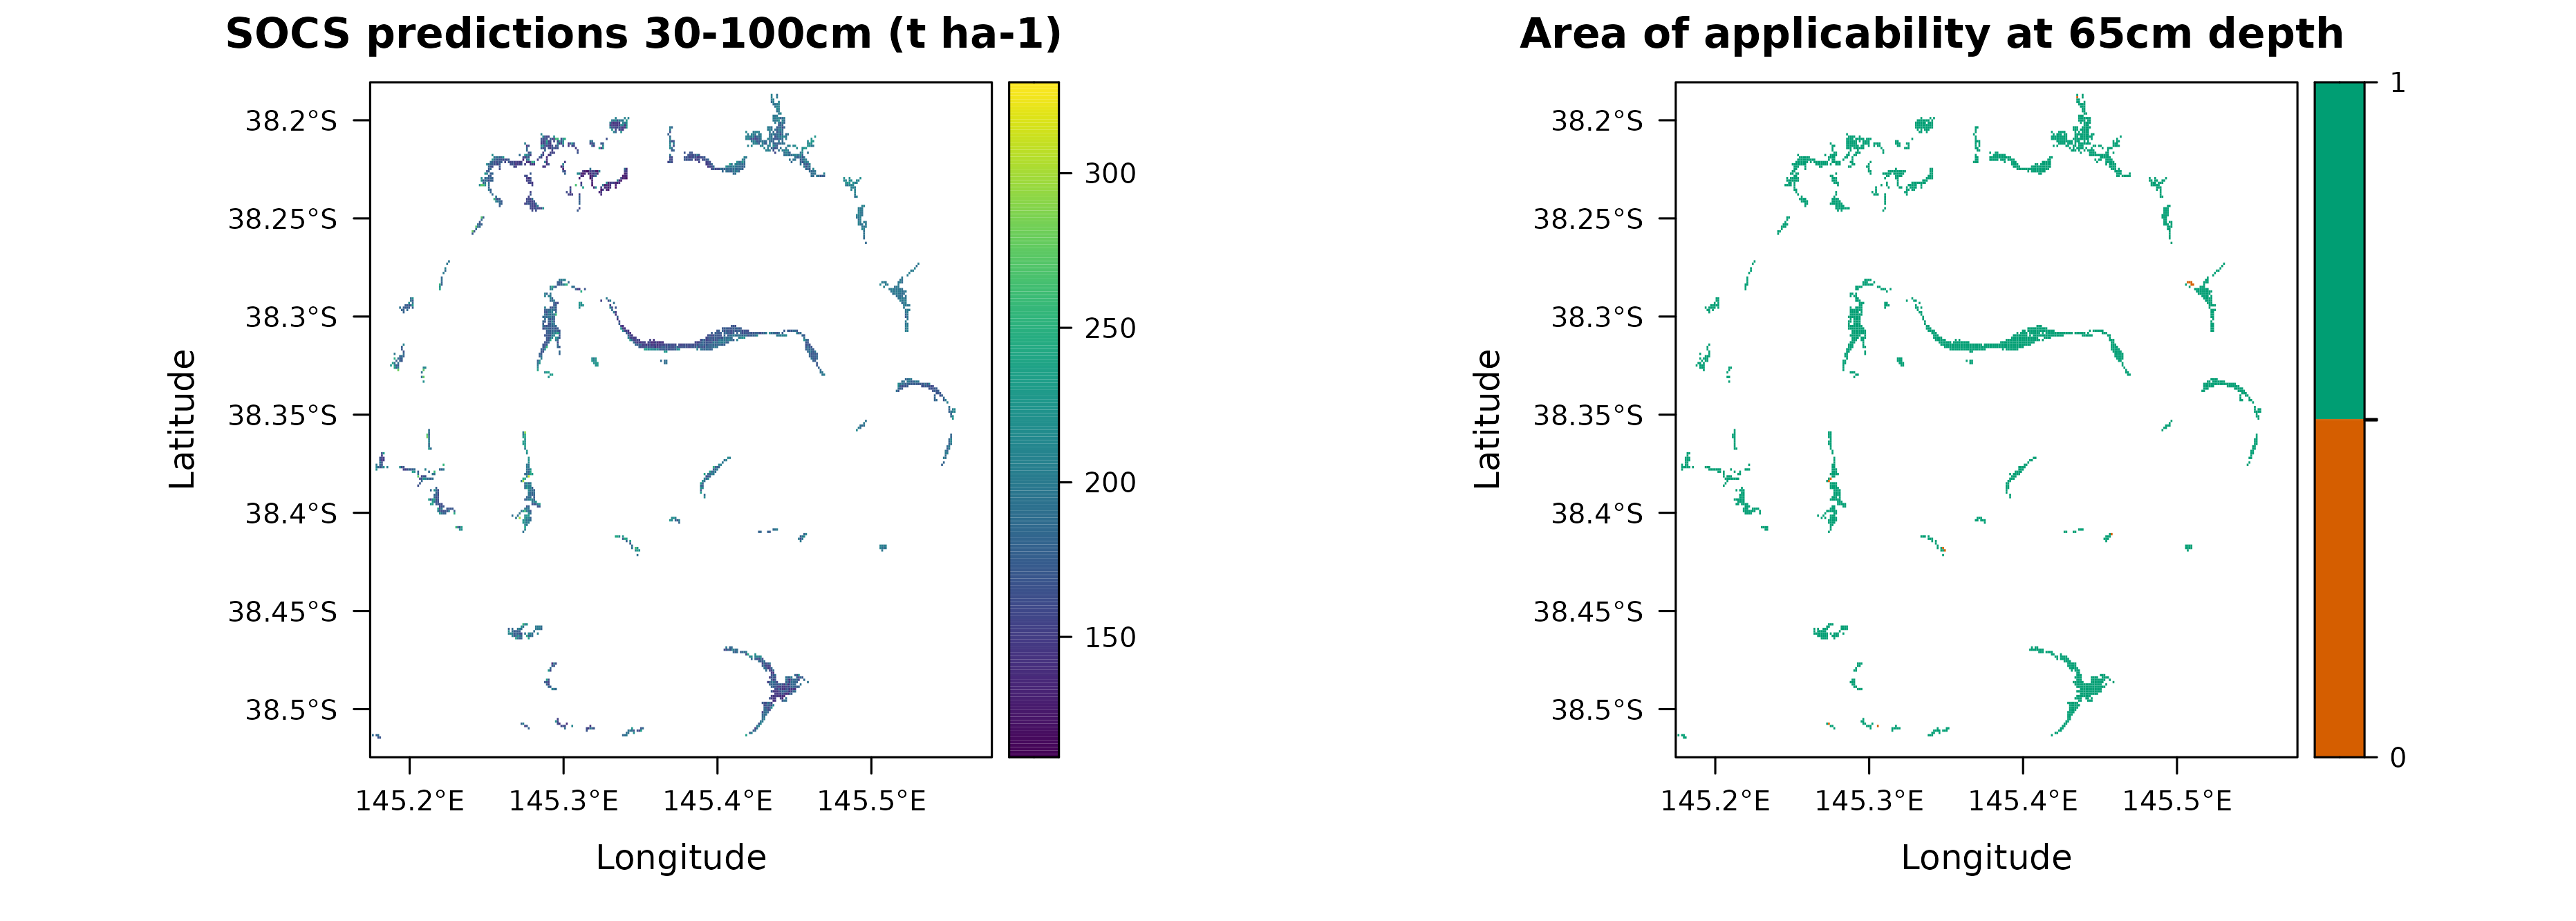 SOCS predictions 30-100cm (t ha-1)
38.2°S
38.25°S
38.3°S
38.35°S
38.4°S
38.45°S
38.5°S
Latitude
145.2°E 145.3°E 145.4°E 145.5°E
Longitude
300
250
200
150
Area of applicability at 65cm depth
38.2°S
38.25°S
38.3°S
38.35°S
38.4°S
38.45°S
38.5°S
Latitude
145.2°E 145.3°E 145.4°E 145.5°E
Longitude
1
0